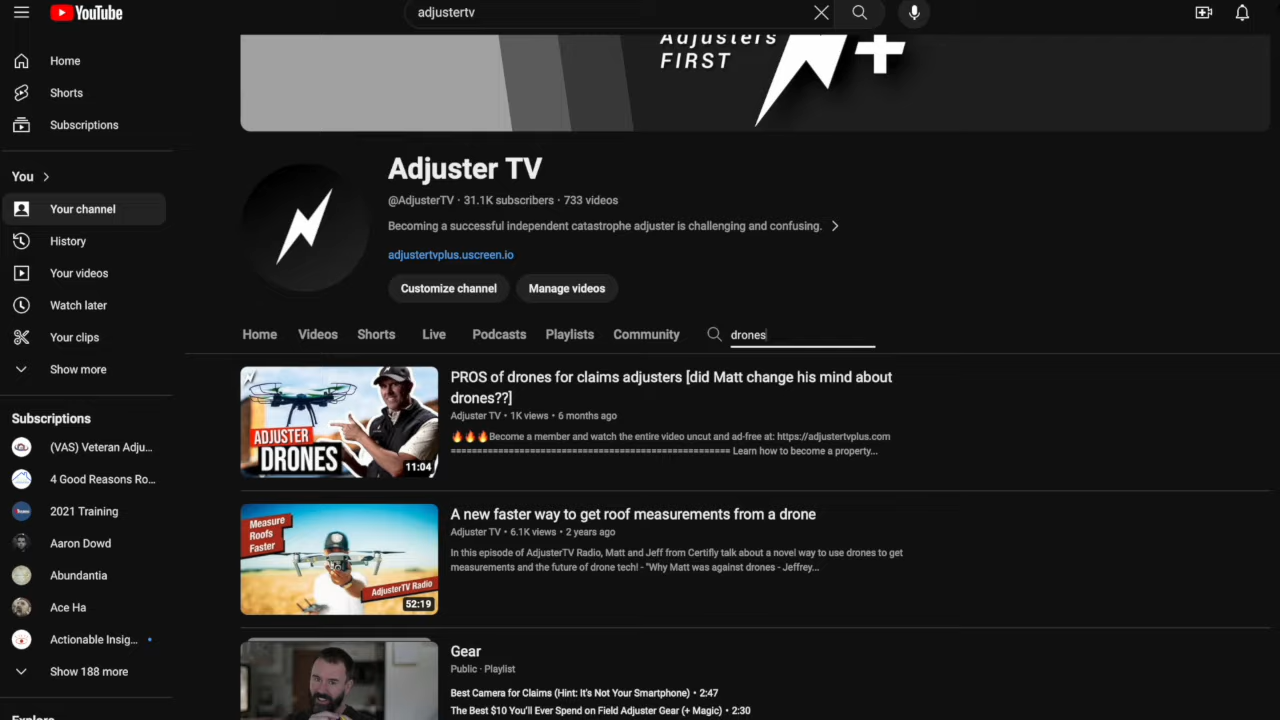 YouTube
adjustertv
Home
Shorts
Subscriptions
You
Your channel
History
Your videos
Watch later
Your clips
Show more
Subscriptions
(VAS) Veteran Adju...
4 Good Reasons Ro...
2021 Training
Aaron Dowd
Abundantia
Ace Ha
Actionable Insig...
Show 188 more
Explore
Adjusters
FIRST
Adjuster TV
@AdjusterTV · 31.1K subscribers · 733 videos
Becoming a successful independent catastrophe adjuster is challenging and confusing.
adjustertvplus.uscreen.io
Customize channel
Manage videos
Home Videos Shorts Live Podcasts Playlists Community drones
ADJUSTER
DRONES
11:04
PROS of drones for claims adjusters [did Matt change his mind about
drones??]
Adjuster TV • 1K views • 6 months ago
🔥🔥🔥Become a member and watch the entire video uncut and ad-free at: https://adjustertvplus.com
================================================== Learn how to become a property...
Measure
Roofs
Faster
AdjusterTV Radio
52:19
A new faster way to get roof measurements from a drone
Adjuster TV • 6.1K views • 2 years ago
In this episode of AdjusterTV Radio, Matt and Jeff from Certifly talk about a novel way to use drones to get
measurements and the future of drone tech! - "Why Matt was against drones - Jeffrey...
Gear
Public · Playlist
Best Camera for Claims (Hint: It's Not Your Smartphone) • 2:47
The Best $10 You'll Ever Spend on Field Adjuster Gear (+ Magic) • 2:30